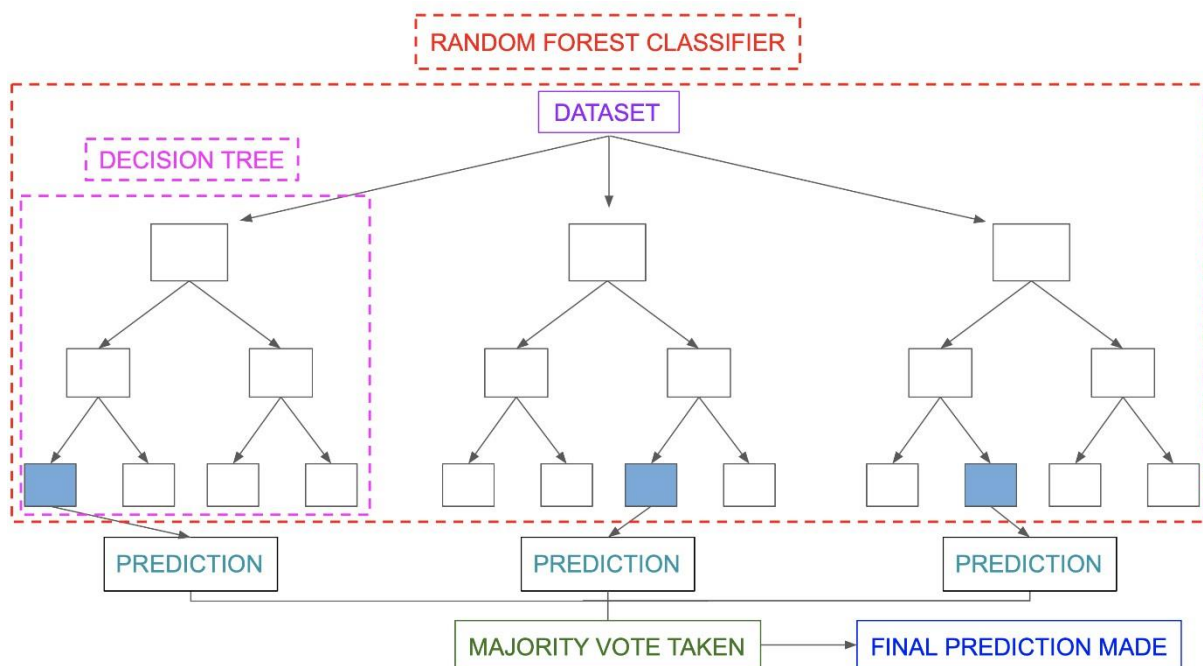 RANDOM FOREST CLASSIFIER
DATASET
DECISION TREE
PREDICTION
PREDICTION
PREDICTION
MAJORITY VOTE TAKEN
FINAL PREDICTION MADE